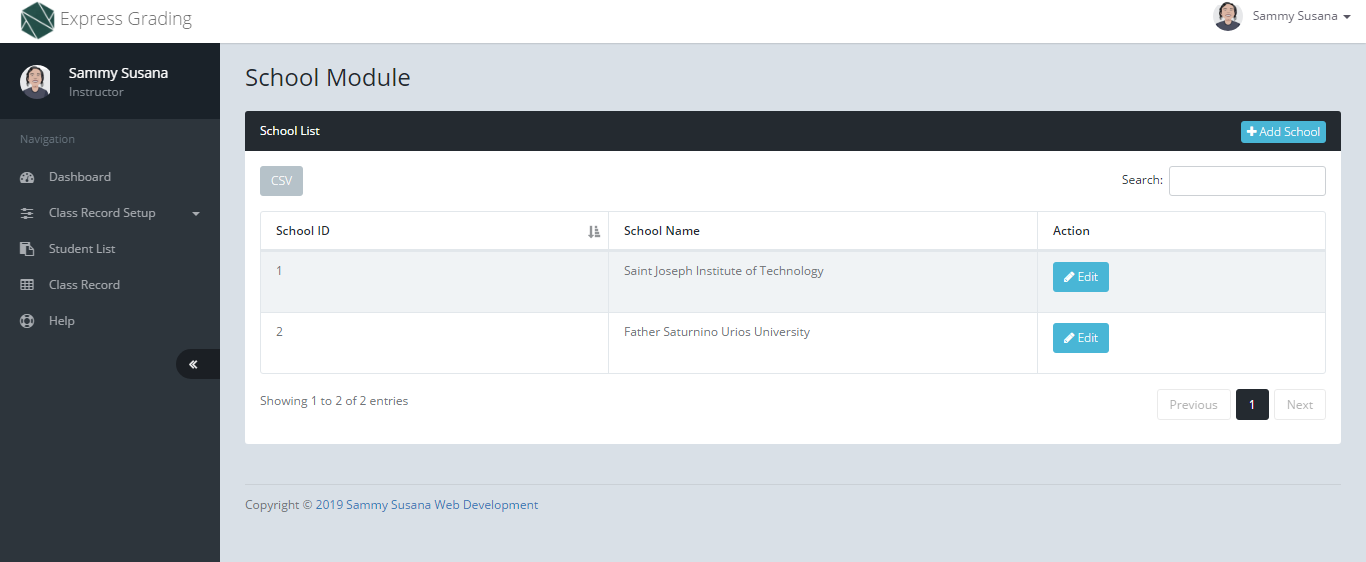 Express Grading
Sammy Susana
Sammy Susana
Instructor
Navigation
Dashboard
Class Record Setup
Student List
Class Record
Help
School Module
School List
Add School
CSV
Search:
School ID School Name Action
1 Saint Joseph Institute of Technology Edit
2 Father Saturnino Urios University Edit
Showing 1 to 2 of 2 entries
Previous 1 Next
Copyright © 2019 Sammy Susana Web Development